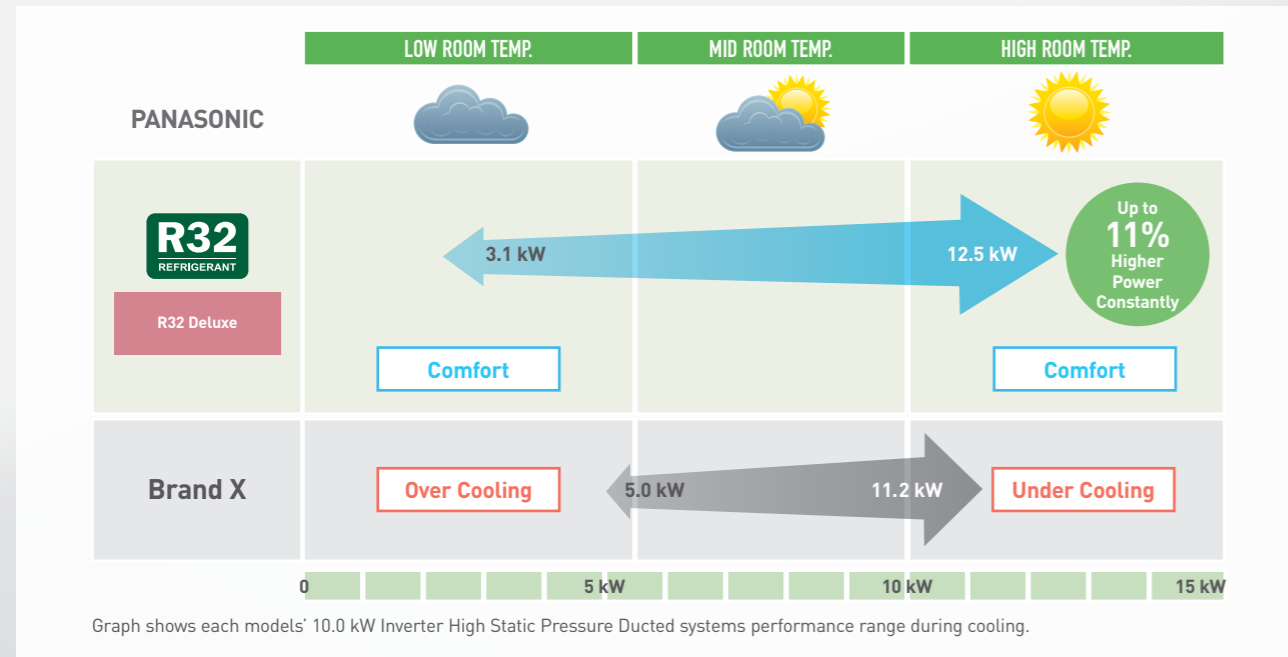 LOW ROOM TEMP.
MID ROOM TEMP.
HIGH ROOM TEMP.
PANASONIC
R32
REFRIGERANT
R32 Deluxe
3.1 kW
12.5 kW
Up to
11%
Higher
Power
Constantly
Comfort
Comfort
Brand X
Over Cooling
5.0 kW
11.2 kW
Under Cooling
0
5 kW
10 kW
15 kW
Graph shows each models’ 10.0 kW Inverter High Static Pressure Ducted systems performance range during cooling.